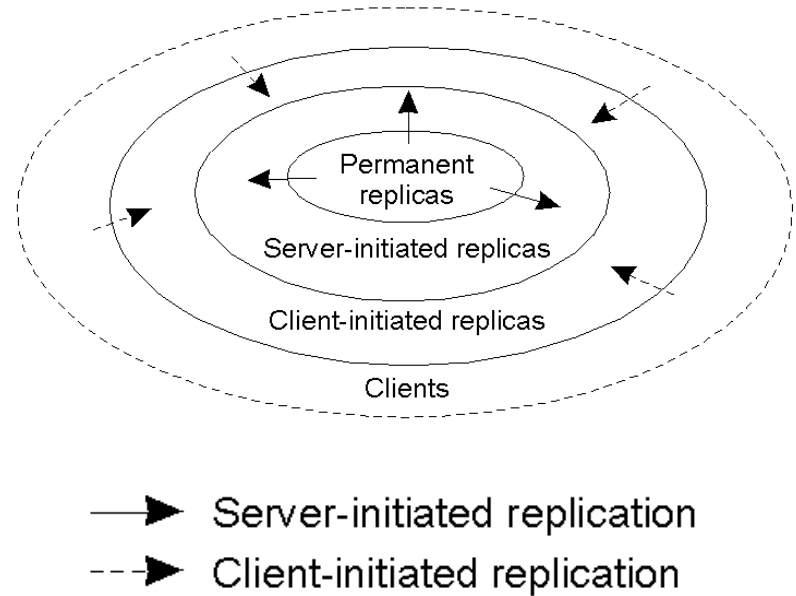 Permanent
replicas
Server-initiated replicas
Client-initiated replicas
Clients
Server-initiated replication
Client-initiated replication